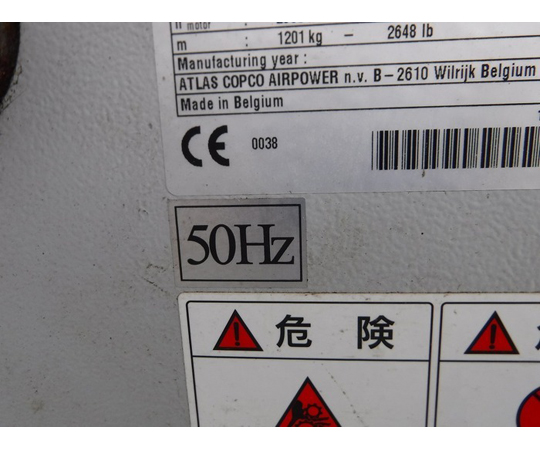 motor
m : 1201 kg – 2648 lb
Manufacturing year :
ATLAS COPCO AIRPOWER n.v. B–2610 Wilrijk Belgium
Made in Belgium
CE 0038
50Hz
危険